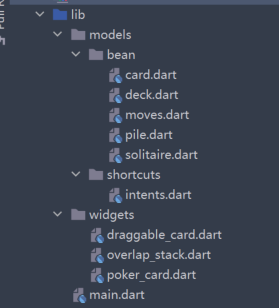 lib
models
bean
card.dart
deck.dart
moves.dart
pile.dart
solitaire.dart
shortcuts
intents.dart
widgets
draggable_card.dart
overlap_stack.dart
poker_card.dart
main.dart